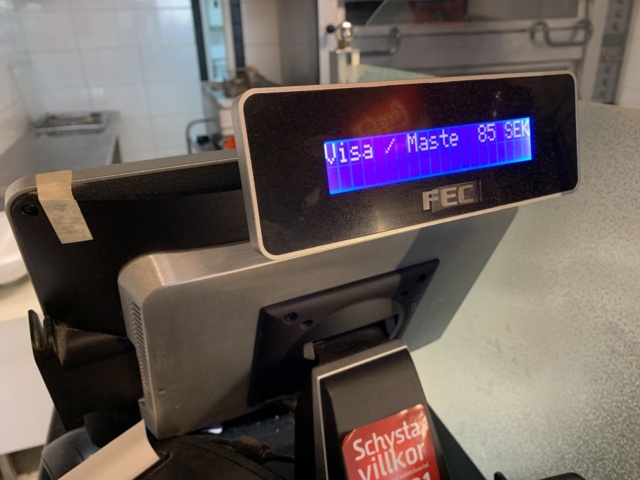 Visa / Maste 85 SEK
FEC
Schysta
villkor